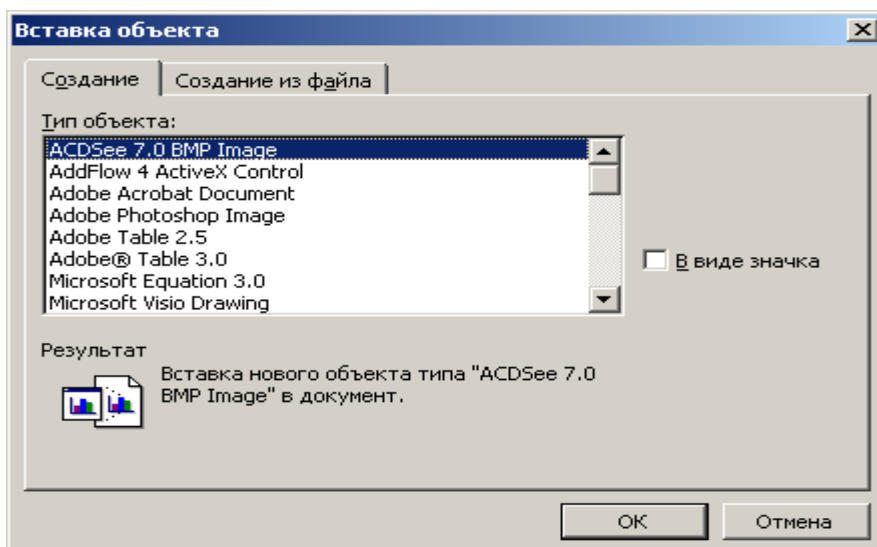 Вставка объекта
Создание
Создание из файла
Тип объекта:
ACDSee 7.0 BMP Image
AddFlow 4 ActiveX Control
Adobe Acrobat Document
Adobe Photoshop Image
Adobe Table 2.5
Adobe® Table 3.0
Microsoft Equation 3.0
Microsoft Visio Drawing
В виде значка
Результат
Вставка нового объекта типа "ACDSee 7.0
BMP Image" в документ.
ОК
Отмена